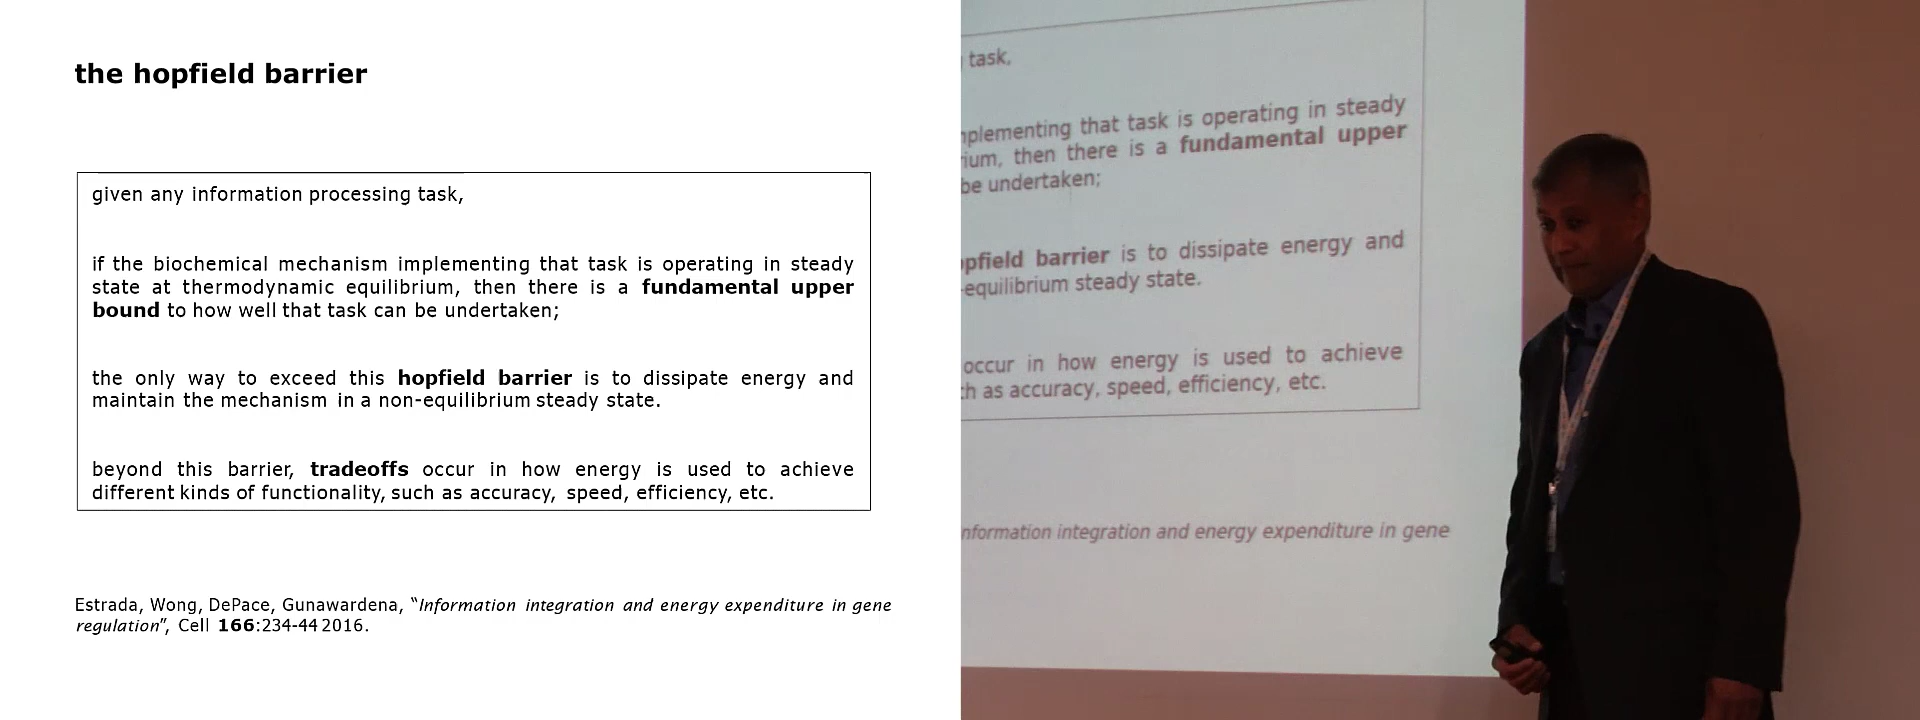 the hopfield barrier
given any information processing task,
if the biochemical mechanism implementing that task is operating in steady
state at thermodynamic equilibrium, then there is a fundamental upper
bound to how well that task can be undertaken;
the only way to exceed this hopfield barrier is to dissipate energy and
maintain the mechanism in a non-equilibrium steady state.
beyond this barrier, tradeoffs occur in how energy is used to achieve
different kinds of functionality, such as accuracy, speed, efficiency, etc.
Estrada, Wong, DePace, Gunawardena, “Information integration and energy expenditure in gene
regulation”, Cell 166:234-44 2016.
task,
plementing that task is operating in steady
ium, then there is a fundamental upper
be undertaken;
pfield barrier is to dissipate energy and
-equilibrium steady state.
occur in how energy is used to achieve
h as accuracy, speed, efficiency, etc.
nformation integration and energy expenditure in gene